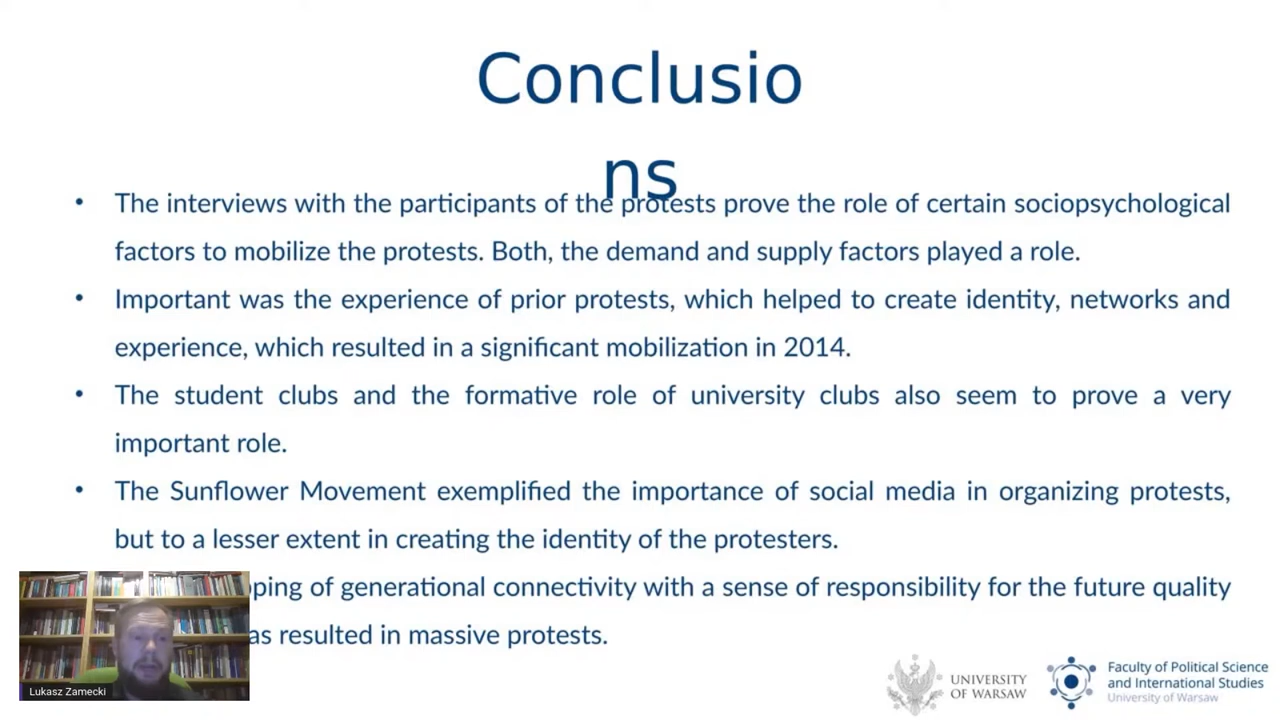 Conclusio
ns
• The interviews with the participants of the protests prove the role of certain sociopsychological
factors to mobilize the protests. Both, the demand and supply factors played a role.
• Important was the experience of prior protests, which helped to create identity, networks and
experience, which resulted in a significant mobilization in 2014.
• The student clubs and the formative role of university clubs also seem to prove a very
important role.
• The Sunflower Movement exemplified the importance of social media in organizing protests,
but to a lesser extent in creating the identity of the protesters.
of generational connectivity with a sense of responsibility for the future quality
resulted in massive protests.
Lukasz Zamecki
UNIVERSITY
OF WARSAW
Faculty of Political Science
and International Studies
University of Warsaw